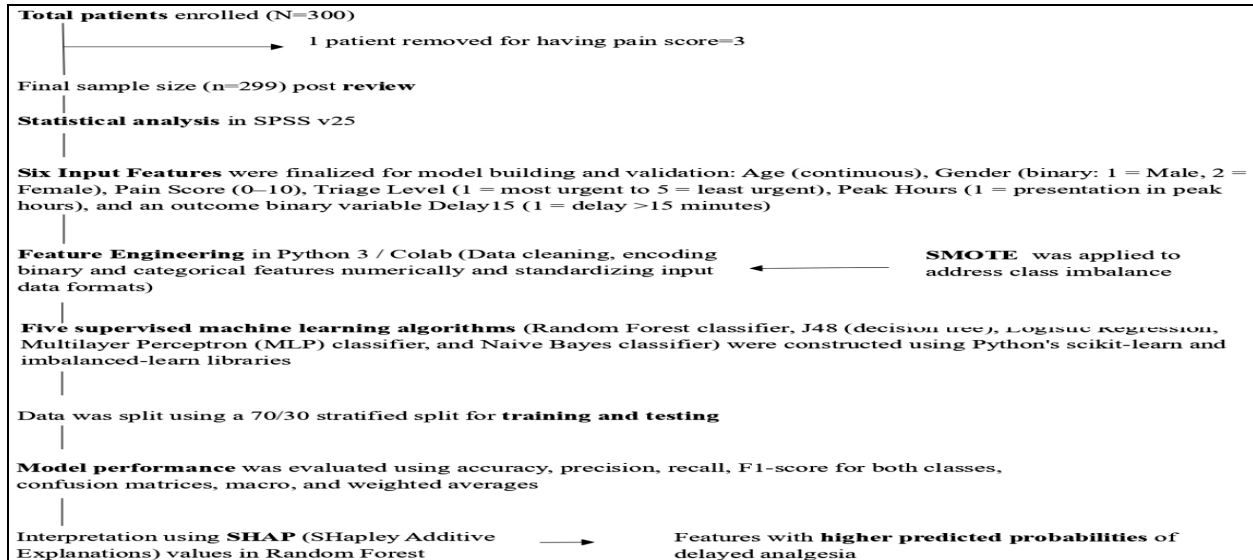 Total patients enrolled (N=300)
1 patient removed for having pain score=3
Final sample size (n=299) post review
Statistical analysis in SPSS v25
Six Input Features were finalized for model building and validation: Age (continuous), Gender (binary: 1 = Male, 2 =
Female), Pain Score (0–10), Triage Level (1 = most urgent to 5 = least urgent), Peak Hours (1 = presentation in peak
hours), and an outcome binary variable Delay15 (1 = delay >15 minutes)
Feature Engineering in Python 3 / Colab (Data cleaning, encoding
binary and categorical features numerically and standardizing input
data formats)
SMOTE was applied to
address class imbalance
Five supervised machine learning algorithms (Random Forest classifier, J48 (decision tree), Logistic Regression,
Multilayer Perceptron (MLP) classifier, and Naive Bayes classifier) were constructed using Python's scikit-learn and
imbalanced-learn libraries
Data was split using a 70/30 stratified split for training and testing
Model performance was evaluated using accuracy, precision, recall, F1-score for both classes,
confusion matrices, macro, and weighted averages
Interpretation using SHAP (SHapley Additive
Explanations) values in Random Forest
Features with higher predicted probabilities of
delayed analgesia